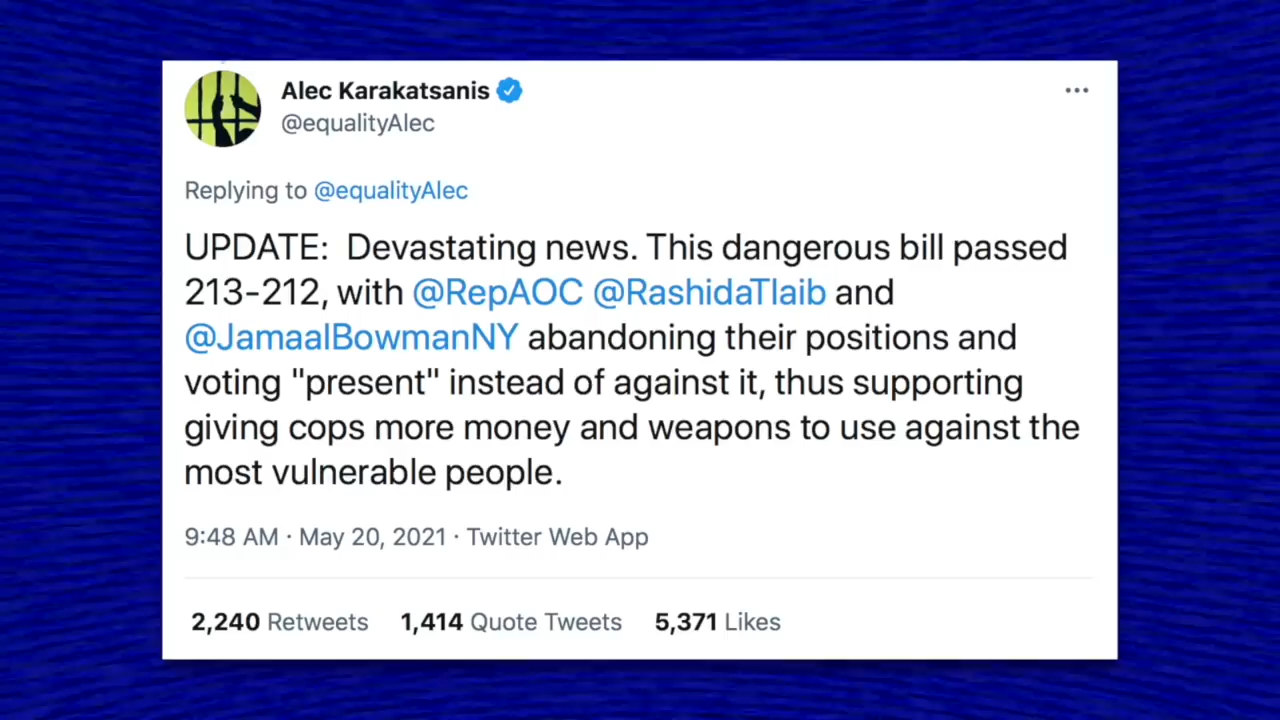 Alec Karakatsanis
@equalityAlec
Replying to @equalityAlec
UPDATE:  Devastating news. This dangerous bill passed
213-212, with @RepAOC @RashidaTlaib and
@JamaalBowmanNY abandoning their positions and
voting "present" instead of against it, thus supporting
giving cops more money and weapons to use against the
most vulnerable people.
9:48 AM · May 20, 2021 · Twitter Web App
2,240 Retweets 1,414 Quote Tweets 5,371 Likes